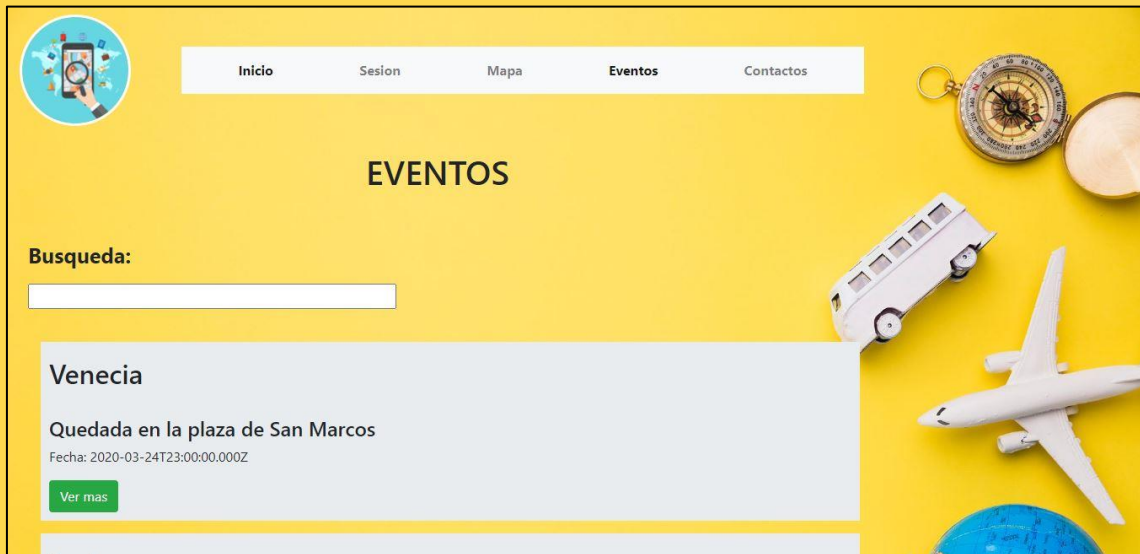 Inicio Sesion Mapa Eventos Contactos
EVENTOS
Busqueda:
Venecia
Quedada en la plaza de San Marcos
Fecha: 2020-03-24T23:00:00.000Z
Ver mas